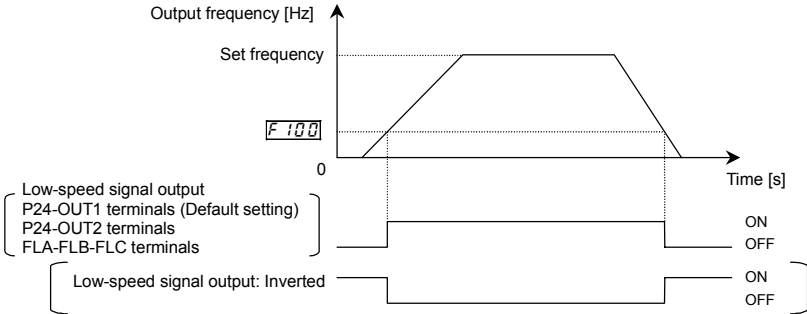 Output frequency [Hz]
Set frequency
F 100
0
Time [s]
Low-speed signal output
P24-OUT1 terminals (Default setting)
P24-OUT2 terminals
FLA-FLB-FLC terminals
ON
OFF
Low-speed signal output: Inverted
ON
OFF